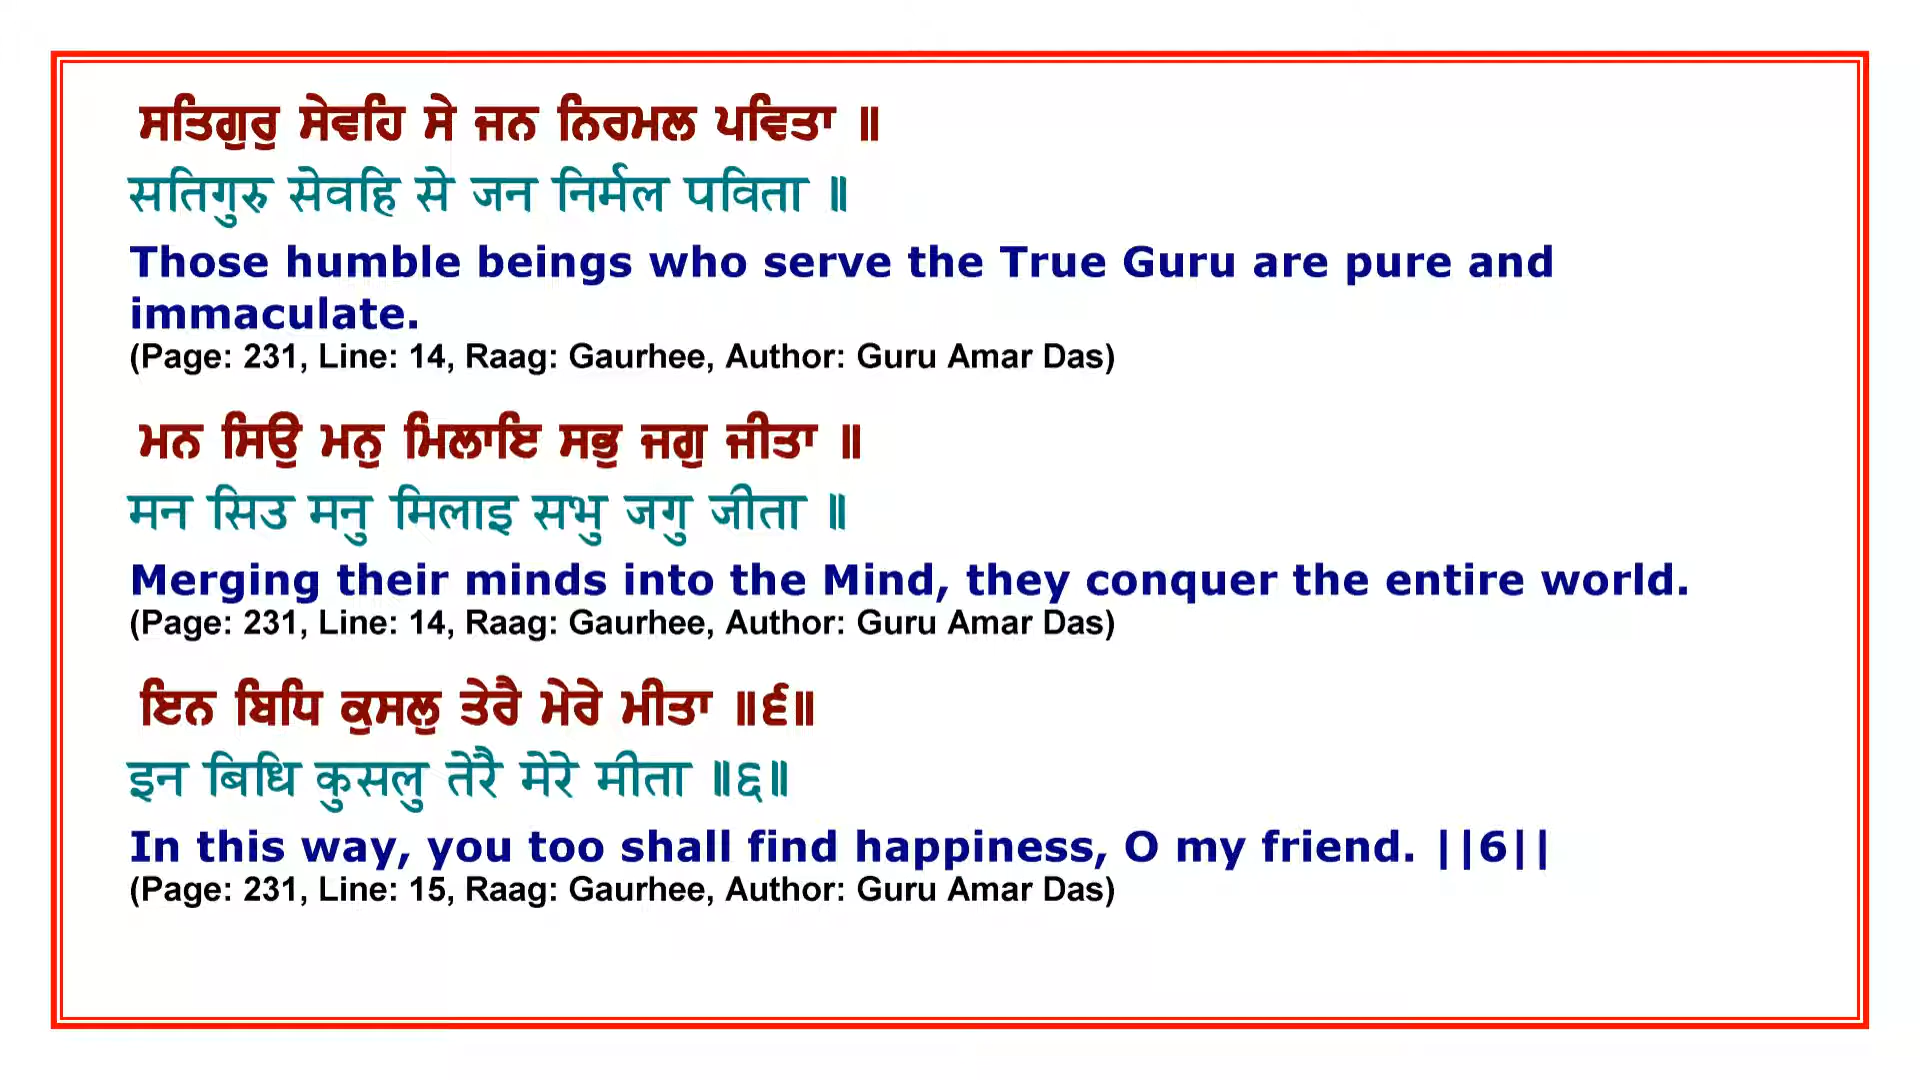 ਸਤਿਗੁਰੁ ਸੇਵਹਿ ਸੇ ਜਨ ਨਿਰਮਲ ਪਵਿਤਾ ॥
सतिगुरु सेवहि से जन निर्मल पविता ॥
Those humble beings who serve the True Guru are pure and
immaculate.
(Page: 231, Line: 14, Raag: Gaurhee, Author: Guru Amar Das)
ਮਨ ਸਿਉ ਮਨੁ ਮਿਲਾਇ ਸਭੁ ਜਗੁ ਜੀਤਾ ॥
मन सिउ मनु मिलाइ सभु जगु जीता ॥
Merging their minds into the Mind, they conquer the entire world.
(Page: 231, Line: 14, Raag: Gaurhee, Author: Guru Amar Das)
ਇਨ ਬਿਧਿ ਕੁਸਲੁ ਤੇਰੈ ਮੇਰੇ ਮੀਤਾ ॥੬॥
इन बिधि कुसलु तेरै मेरे मीता ॥६॥
In this way, you too shall find happiness, O my friend. ||6||
(Page: 231, Line: 15, Raag: Gaurhee, Author: Guru Amar Das)